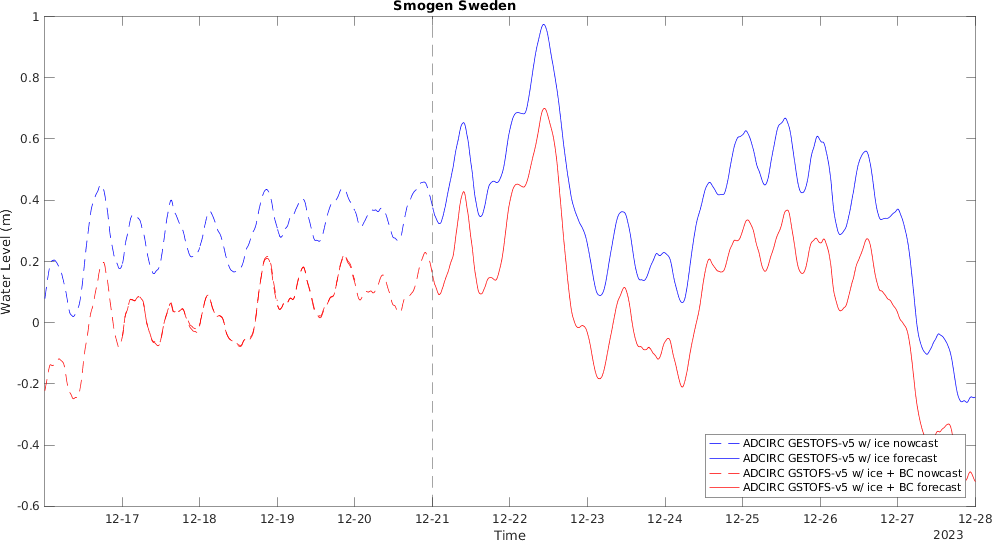 Smogen Sweden
1
0.8
0.6
0.4
0.2
0
-0.2
-0.4
-0.6
Water Level (m)
ADCIRC GESTOFS-v5 w/ ice nowcast
ADCIRC GESTOFS-v5 w/ ice forecast
ADCIRC GSTOFS-v5 w/ ice + BC nowcast
ADCIRC GSTOFS-v5 w/ ice + BC forecast
12-17 12-18 12-19 12-20 12-21 12-22 12-23 12-24 12-25 12-26 12-27 12-28
Time
2023